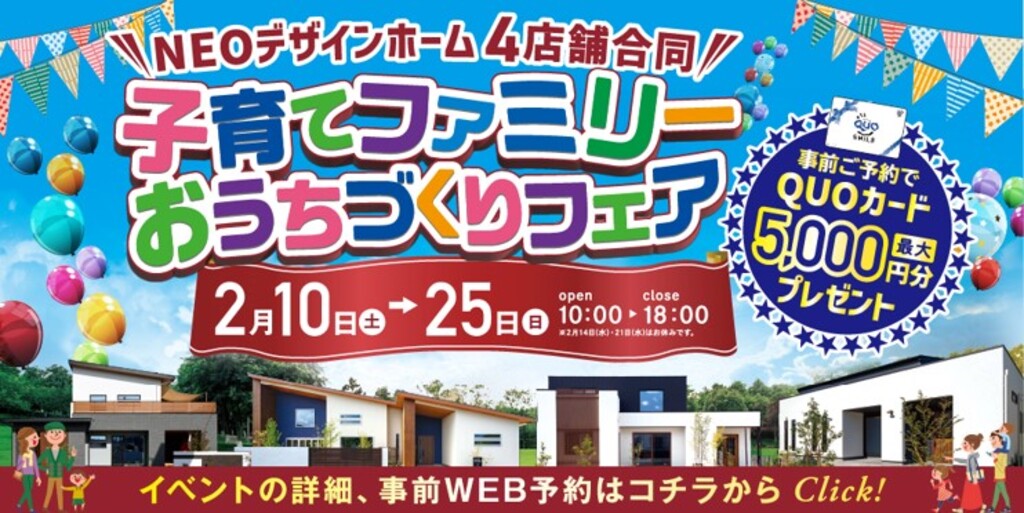 NEOデザインホーム4店舗合同
子育てファミリー
おうちづくりフェア
QUO
SMILE
事前ご予約で
QUOカード
5,000円分
最大
プレゼント
2月10日土→25日日
open close
10:00▶18:00
※2月14日(水)・21日(水)はお休みです。
イベントの詳細、事前WEB予約はコチラから Click!